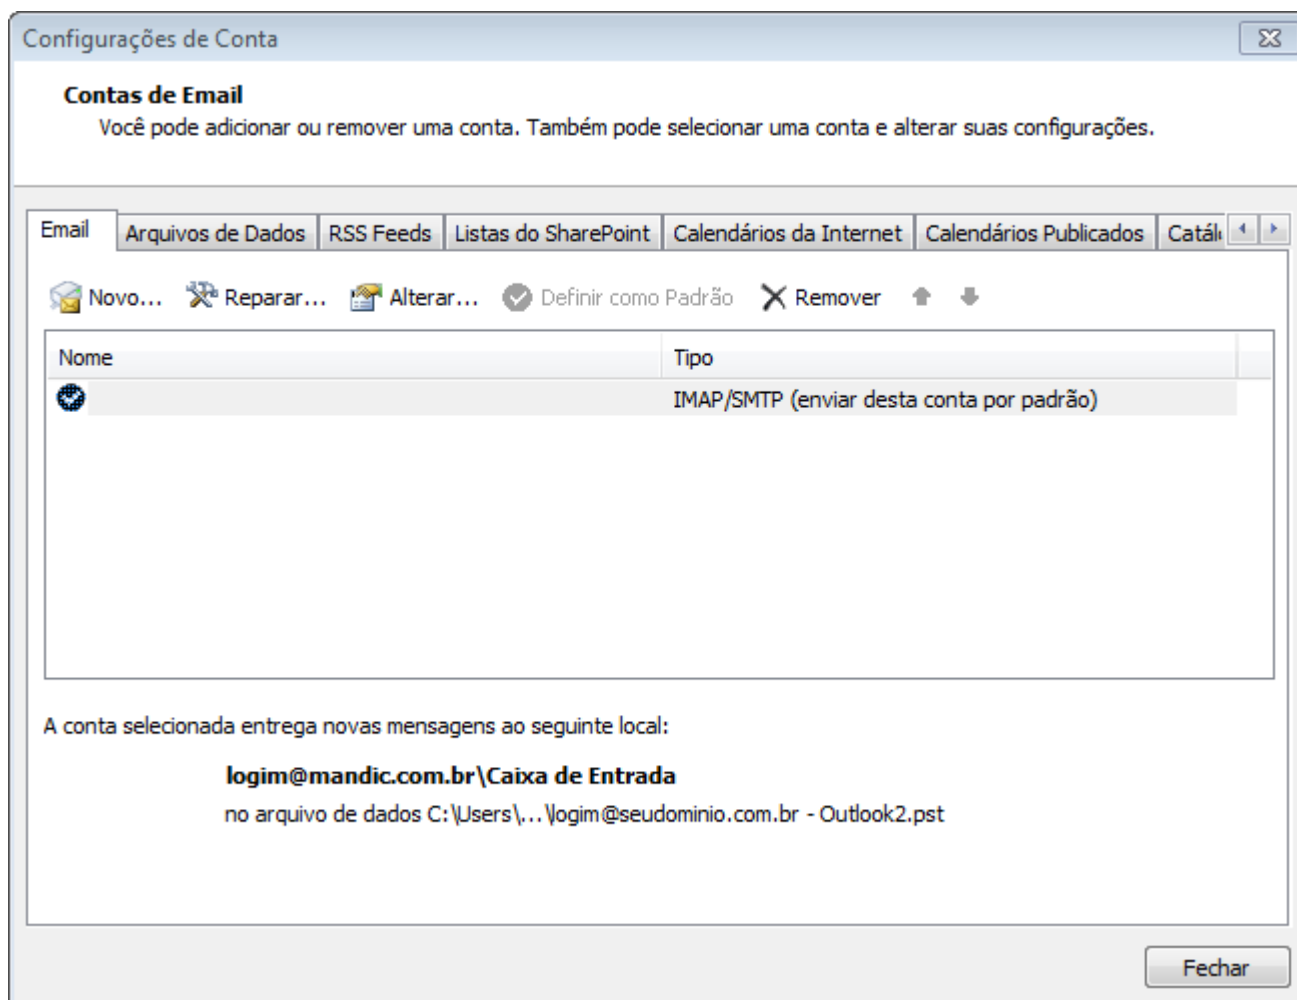 Configurações de Conta
Contas de Email
Você pode adicionar ou remover uma conta. Também pode selecionar uma conta e alterar suas configurações.
Email Arquivos de Dados RSS Feeds Listas do SharePoint Calendários da Internet Calendários Publicados
Novo... Reparar... Alterar... Definir como Padrão Remover
Nome Tipo
IMAP/SMTP (enviar desta conta por padrão)
A conta selecionada entrega novas mensagens ao seguinte local:
logim@mandic.com.br\Caixa de Entrada
no arquivo de dados C:\Users\...\logim@seudominio.com.br - Outlook2.pst
Fechar